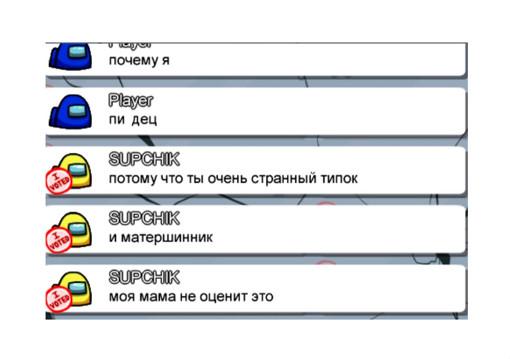 Player
почему я
Player
пи дец
SUPCHIK
потому что ты очень странный типок
I VOTED
SUPCHIK
и матершинник
I VOTED
SUPCHIK
моя мама не оценит это
I VOTED